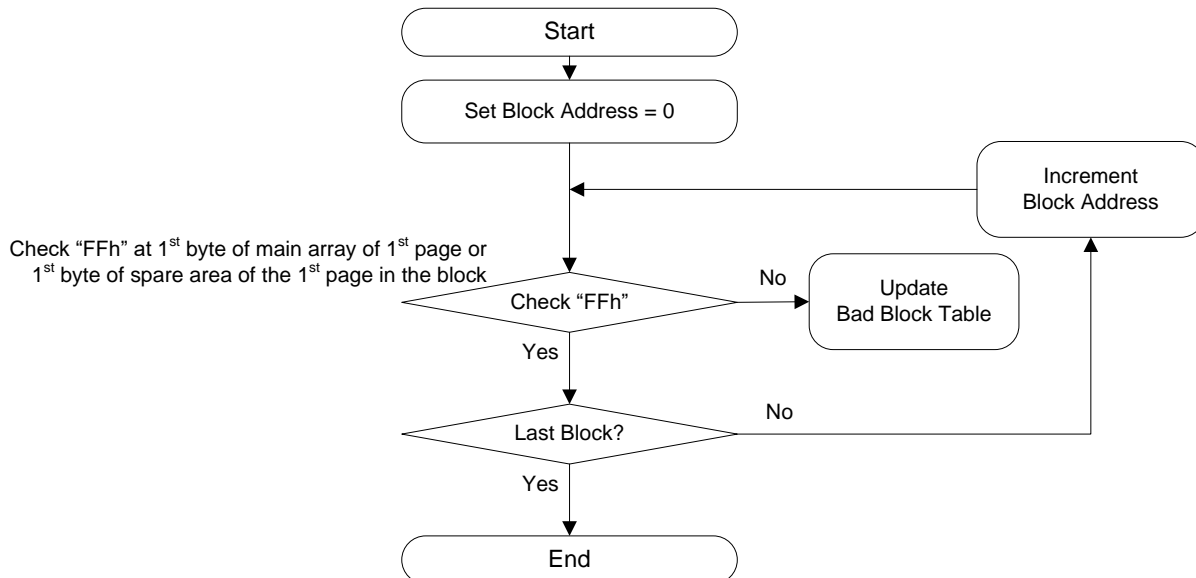 Start
Set Block Address = 0
Increment
Block Address
Check “FFh” at 1st byte of main array of 1st page or
1st byte of spare area of the 1st page in the block
Check “FFh”
No
Update
Bad Block Table
Yes
Last Block?
No
Yes
End